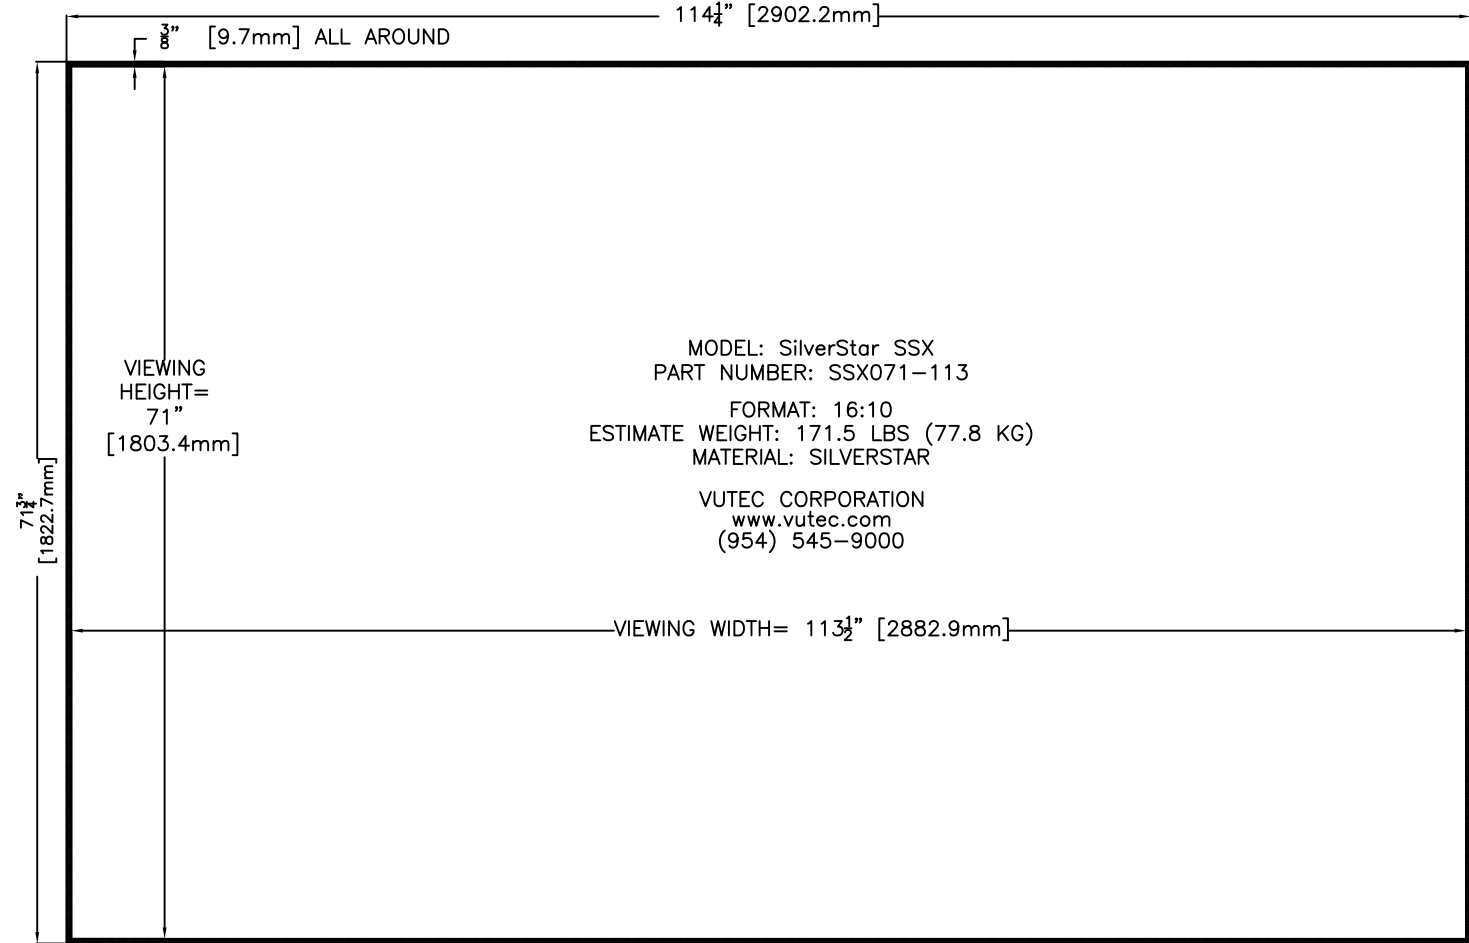 114¼” [2902.2mm]
⅜” [9.7mm] ALL AROUND
VIEWING
HEIGHT=
71”
[1803.4mm]
71¾”
[1822.7mm]
MODEL: SilverStar SSX
PART NUMBER: SSX071-113
FORMAT: 16:10
ESTIMATE WEIGHT: 171.5 LBS (77.8 KG)
MATERIAL: SILVERSTAR
VUTEC CORPORATION
www.vutec.com
(954) 545-9000
VIEWING WIDTH= 113½” [2882.9mm]